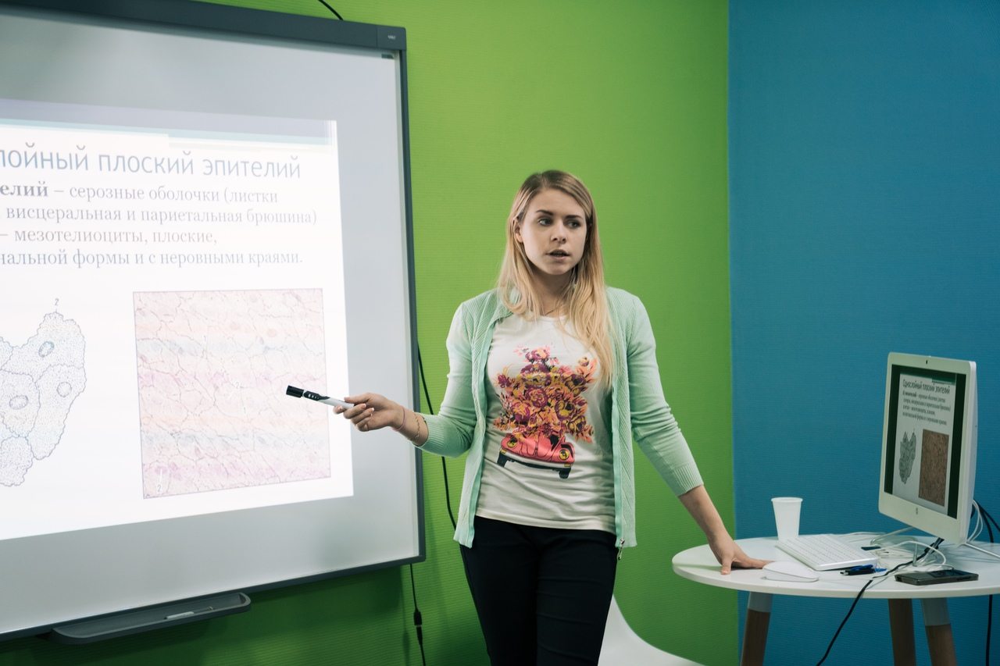 лойный плоский эпителий
елий – серозные оболочки (листки
висцеральная и париетальная брюшина)
– мезотелиоциты, плоские,
нальной формы и с неровными краями.
2
1
2
Однослойный плоский эпителий